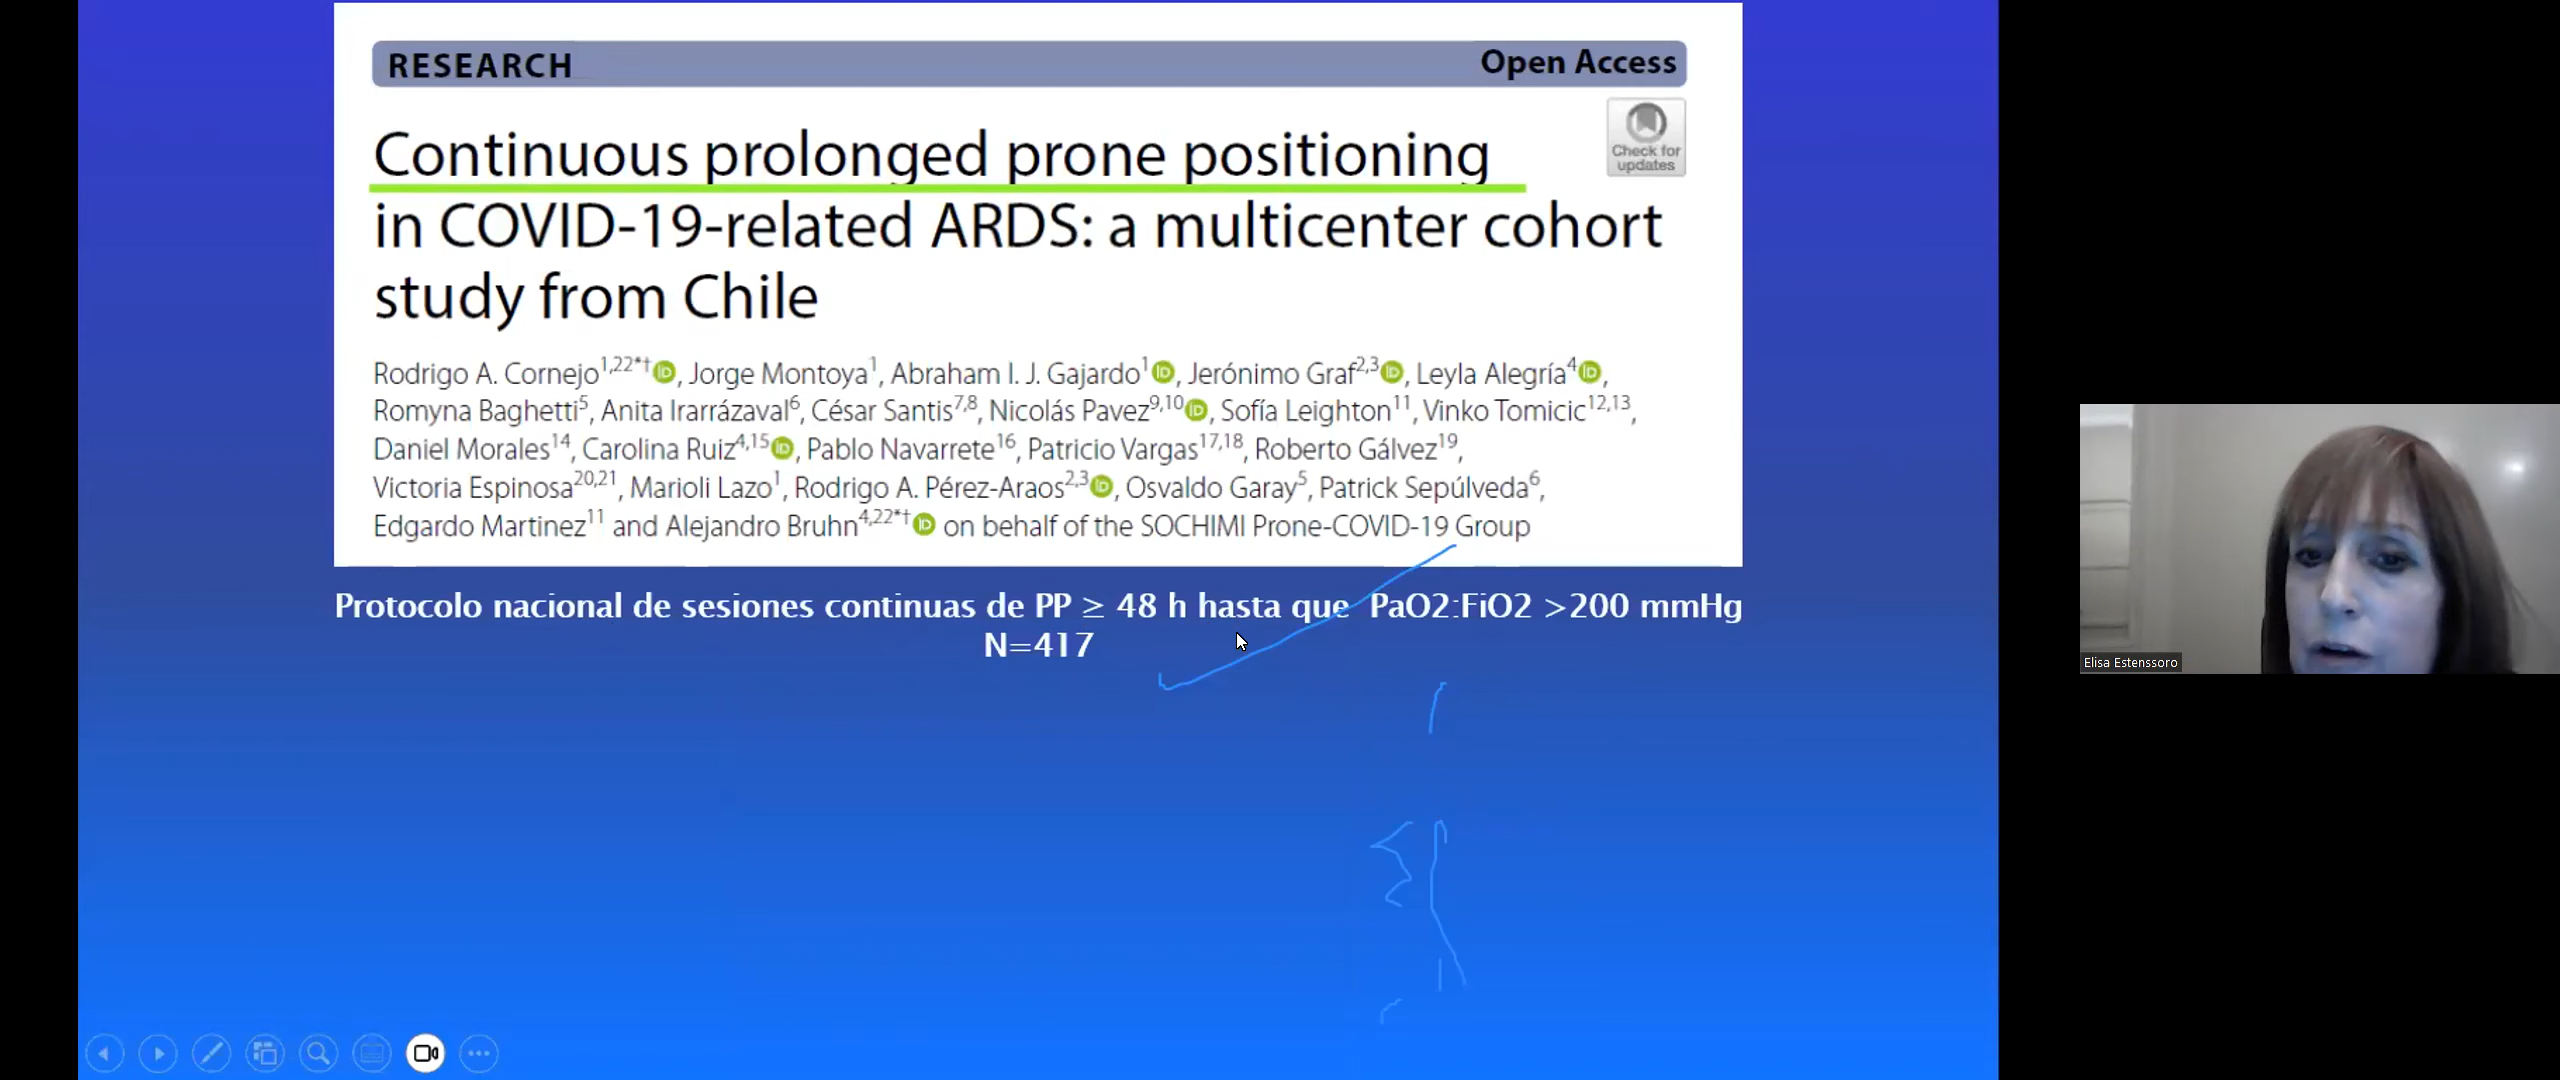 RESEARCH Open Access
Check for
updates
Continuous prolonged prone positioning
in COVID-19-related ARDS: a multicenter cohort
study from Chile
Rodrigo A. Cornejo1,22*†, Jorge Montoya1, Abraham I. J. Gajardo1, Jerónimo Graf2,3, Leyla Alegría4,
Romyna Baghetti5, Anita Irarrázaval6, César Santis7,8, Nicolás Pavez9,10, Sofía Leighton11, Vinko Tomicic12,13,
Daniel Morales14, Carolina Ruiz4,15, Pablo Navarrete16, Patricio Vargas17,18, Roberto Gálvez19,
Victoria Espinosa20,21, Marioli Lazo1, Rodrigo A. Pérez-Araos2,3, Osvaldo Garay5, Patrick Sepúlveda6,
Edgardo Martinez11 and Alejandro Bruhn4,22*† on behalf of the SOCHIMI Prone-COVID-19 Group
Protocolo nacional de sesiones continuas de PP ≥ 48 h hasta que PaO2:FiO2 >200 mmHg
N=417
Elisa Estenssoro